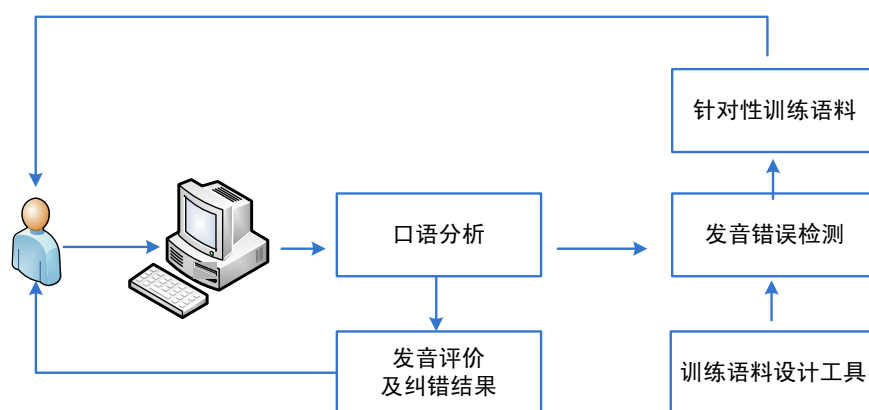 针对性训练语料
口语分析
发音错误检测
发音评价
及纠错结果
训练语料设计工具